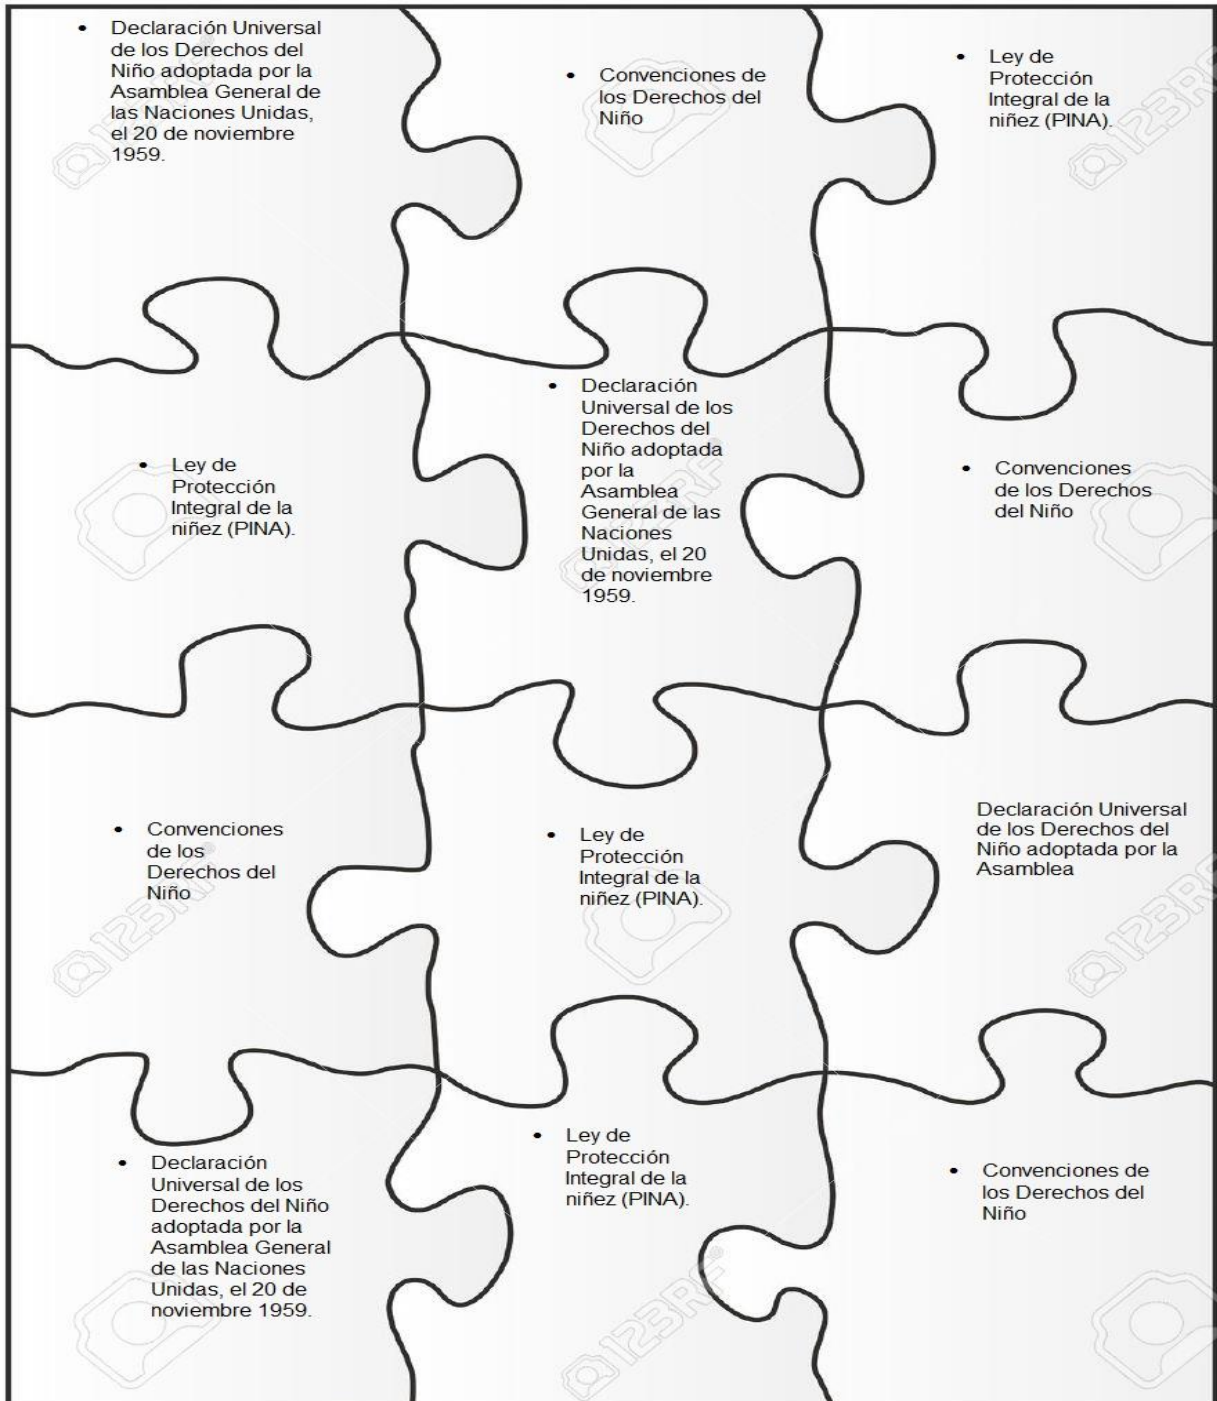 • Declaración Universal
de los Derechos del
Niño adoptada por la
Asamblea General de
las Naciones Unidas,
el 20 de noviembre
1959.
• Convenciones de
los Derechos del
Niño
• Ley de
Protección
Integral de la
niñez (PINA).
• Ley de
Protección
Integral de la
niñez (PINA).
• Declaración
Universal de los
Derechos del
Niño adoptada
por la
Asamblea
General de las
Naciones
Unidas, el 20
de noviembre
1959.
• Convenciones
de los Derechos
del Niño
• Convenciones
de los
Derechos del
Niño
• Ley de
Protección
Integral de la
niñez (PINA).
Declaración Universal
de los Derechos del
Niño adoptada por la
Asamblea
• Declaración
Universal de los
Derechos del Niño
adoptada por la
Asamblea General
de las Naciones
Unidas, el 20 de
noviembre 1959.
• Ley de
Protección
Integral de la
niñez (PINA).
• Convenciones de
los Derechos del
Niño
123RF®
123RF
123RF®
123RF®
123RF
123RF®